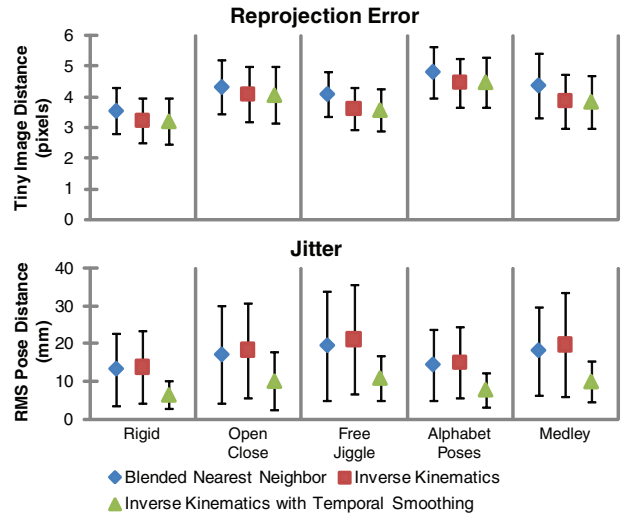 Reprojection Error
Tiny Image Distance
(pixels)
6
5
4
3
2
1
0
Jitter
RMS Pose Distance
(mm)
40
30
20
10
0
Rigid
Open
Close
Free
Jiggle
Alphabet
Poses
Medley
Blended Nearest Neighbor
Inverse Kinematics
Inverse Kinematics with Temporal Smoothing